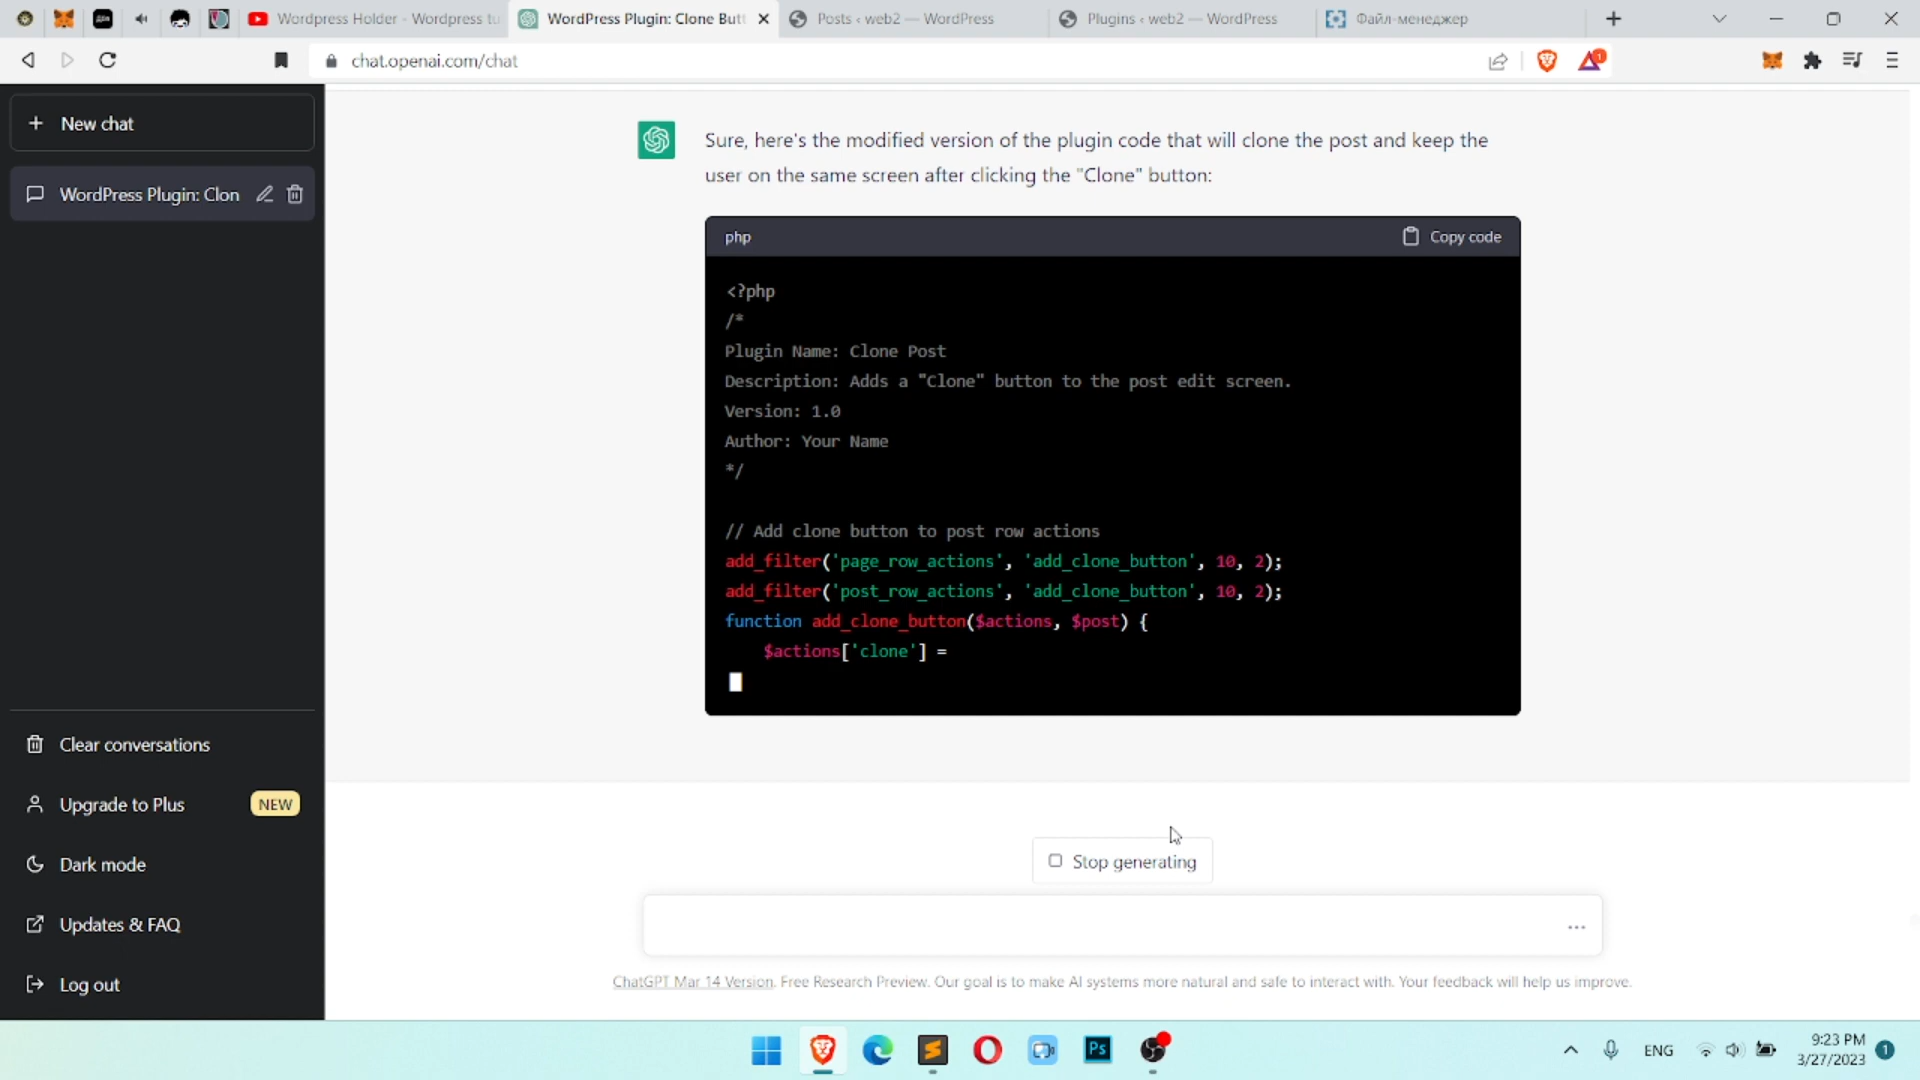 Wordpress Holder - Wordpress tu
WordPress Plugin: Clone Butt
Posts ‹ web2 — WordPress
Plugins ‹ web2 — WordPress
Файл-менеджер
chat.openai.com/chat
1
New chat
WordPress Plugin: Clon
Sure, here's the modified version of the plugin code that will clone the post and keep the
user on the same screen after clicking the "Clone" button:
php
Copy code
<?php
/*
Plugin Name: Clone Post
Description: Adds a "Clone" button to the post edit screen.
Version: 1.0
Author: Your Name
*/
// Add clone button to post row actions
add_filter('page_row_actions', 'add_clone_button', 10, 2);
add_filter('post_row_actions', 'add_clone_button', 10, 2);
function add_clone_button($actions, $post) {
$actions['clone'] =
Clear conversations
Upgrade to Plus
NEW
Dark mode
Updates & FAQ
Log out
Stop generating
ChatGPT Mar 14 Version. Free Research Preview. Our goal is to make AI systems more natural and safe to interact with. Your feedback will help us improve.
Ps
ENG
9:23 PM
3/27/2023
1